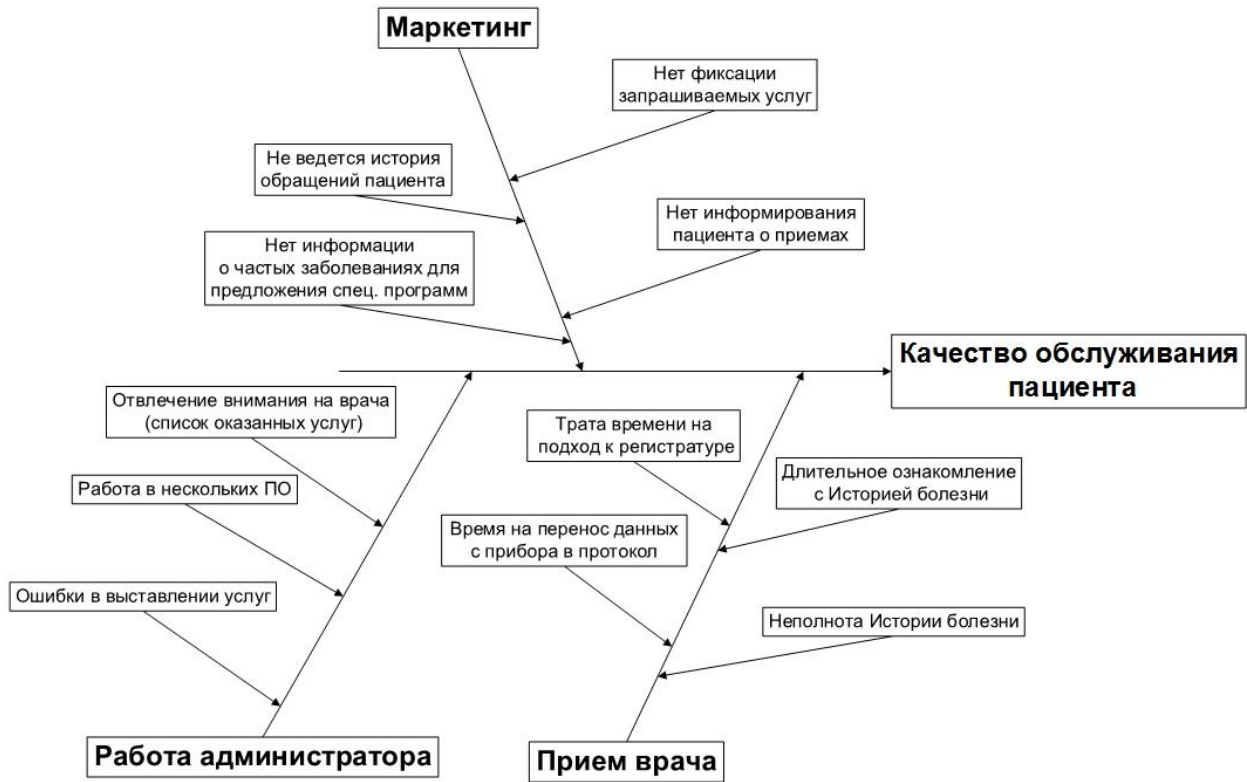 Маркетинг
Нет фиксации
запрашиваемых услуг
Не ведется история
обращений пациента
Нет информирования
пациента о приемах
Нет информации
о частых заболеваниях для
предложения спец. программ
Качество обслуживания
пациента
Отвлечение внимания на врача
(список оказанных услуг)
Трата времени на
подход к регистратуре
Длительное ознакомление
с Историей болезни
Работа в нескольких ПО
Время на перенос данных
с прибора в протокол
Ошибки в выставлении услуг
Неполнота Истории болезни
Работа администратора
Прием врача